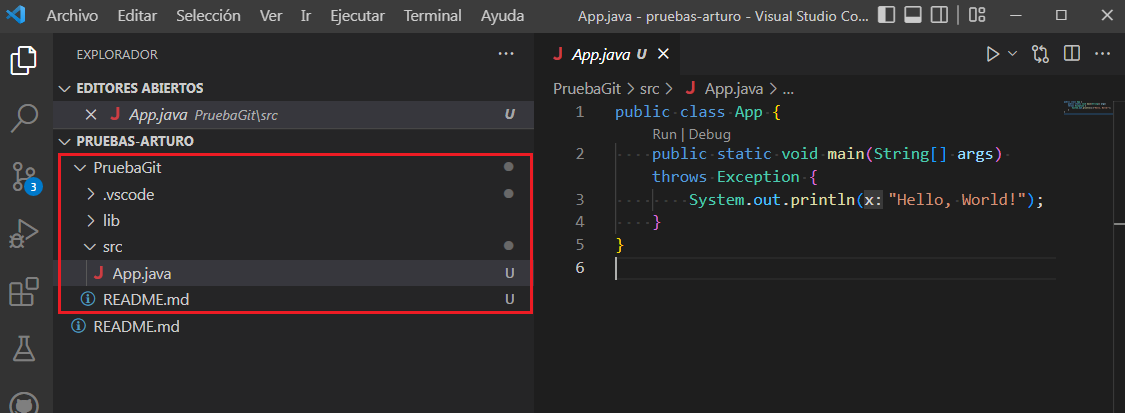 Archivo Editar Selección Ver Ir Ejecutar Terminal Ayuda App.java - pruebas-arturo - Visual Studio Co...
EXPLORADOR
EDITORES ABIERTOS
App.java PruebaGit\src U
PRUEBAS-ARTURO
PruebaGit
.vscode
lib
src
App.java U
README.md U
README.md
3
App.java U
PruebaGit > src > App.java > ...
1 public class App {
Run | Debug
2 public static void main(String[] args)
throws Exception {
3 System.out.println(x: "Hello, World!");
4 }
5 }
6